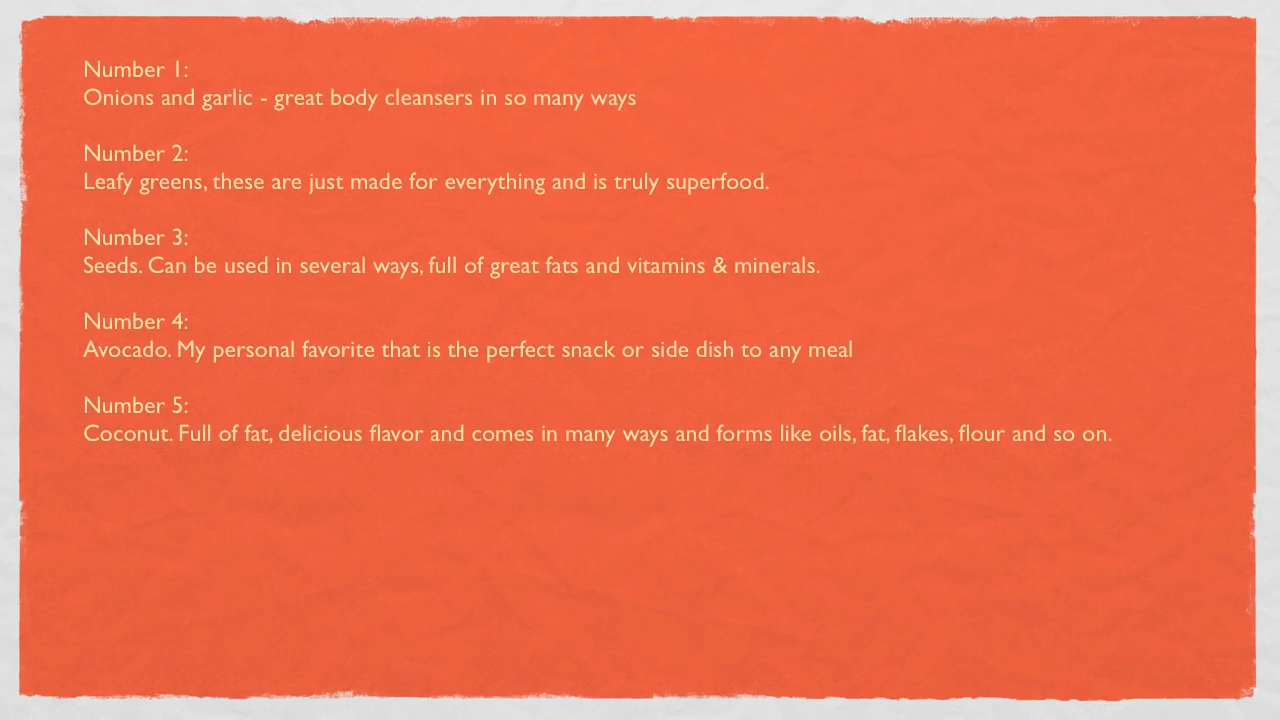 Number 1:
Onions and garlic - great body cleansers in so many ways
Number 2:
Leafy greens, these are just made for everything and is truly superfood.
Number 3:
Seeds. Can be used in several ways, full of great fats and vitamins & minerals.
Number 4:
Avocado. My personal favorite that is the perfect snack or side dish to any meal
Number 5:
Coconut. Full of fat, delicious flavor and comes in many ways and forms like oils, fat, flakes, flour and so on.